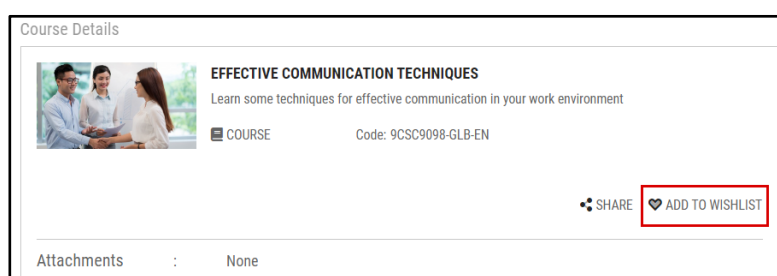 Course Details
EFFECTIVE COMMUNICATION TECHNIQUES
Learn some techniques for effective communication in your work environment
COURSE Code: 9CSC9098-GLB-EN
SHARE ADD TO WISHLIST
Attachments : None